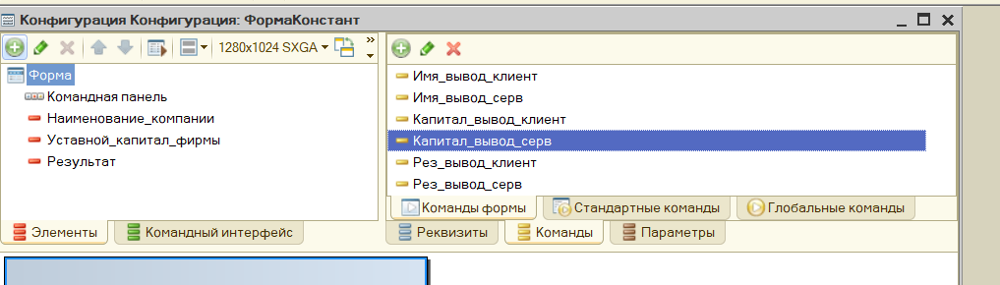 Конфигурация Конфигурация: ФормаКонстант
1280x1024 SXGA
Форма
Командная панель
Наименование_компании
Уставной_капитал_фирмы
Результат
Элементы
Командный интерфейс
Имя_вывод_клиент
Имя_вывод_серв
Капитал_вывод_клиент
Капитал_вывод_серв
Рез_вывод_клиент
Рез_вывод_серв
Команды формы
Стандартные команды
Глобальные команды
Реквизиты
Команды
Параметры